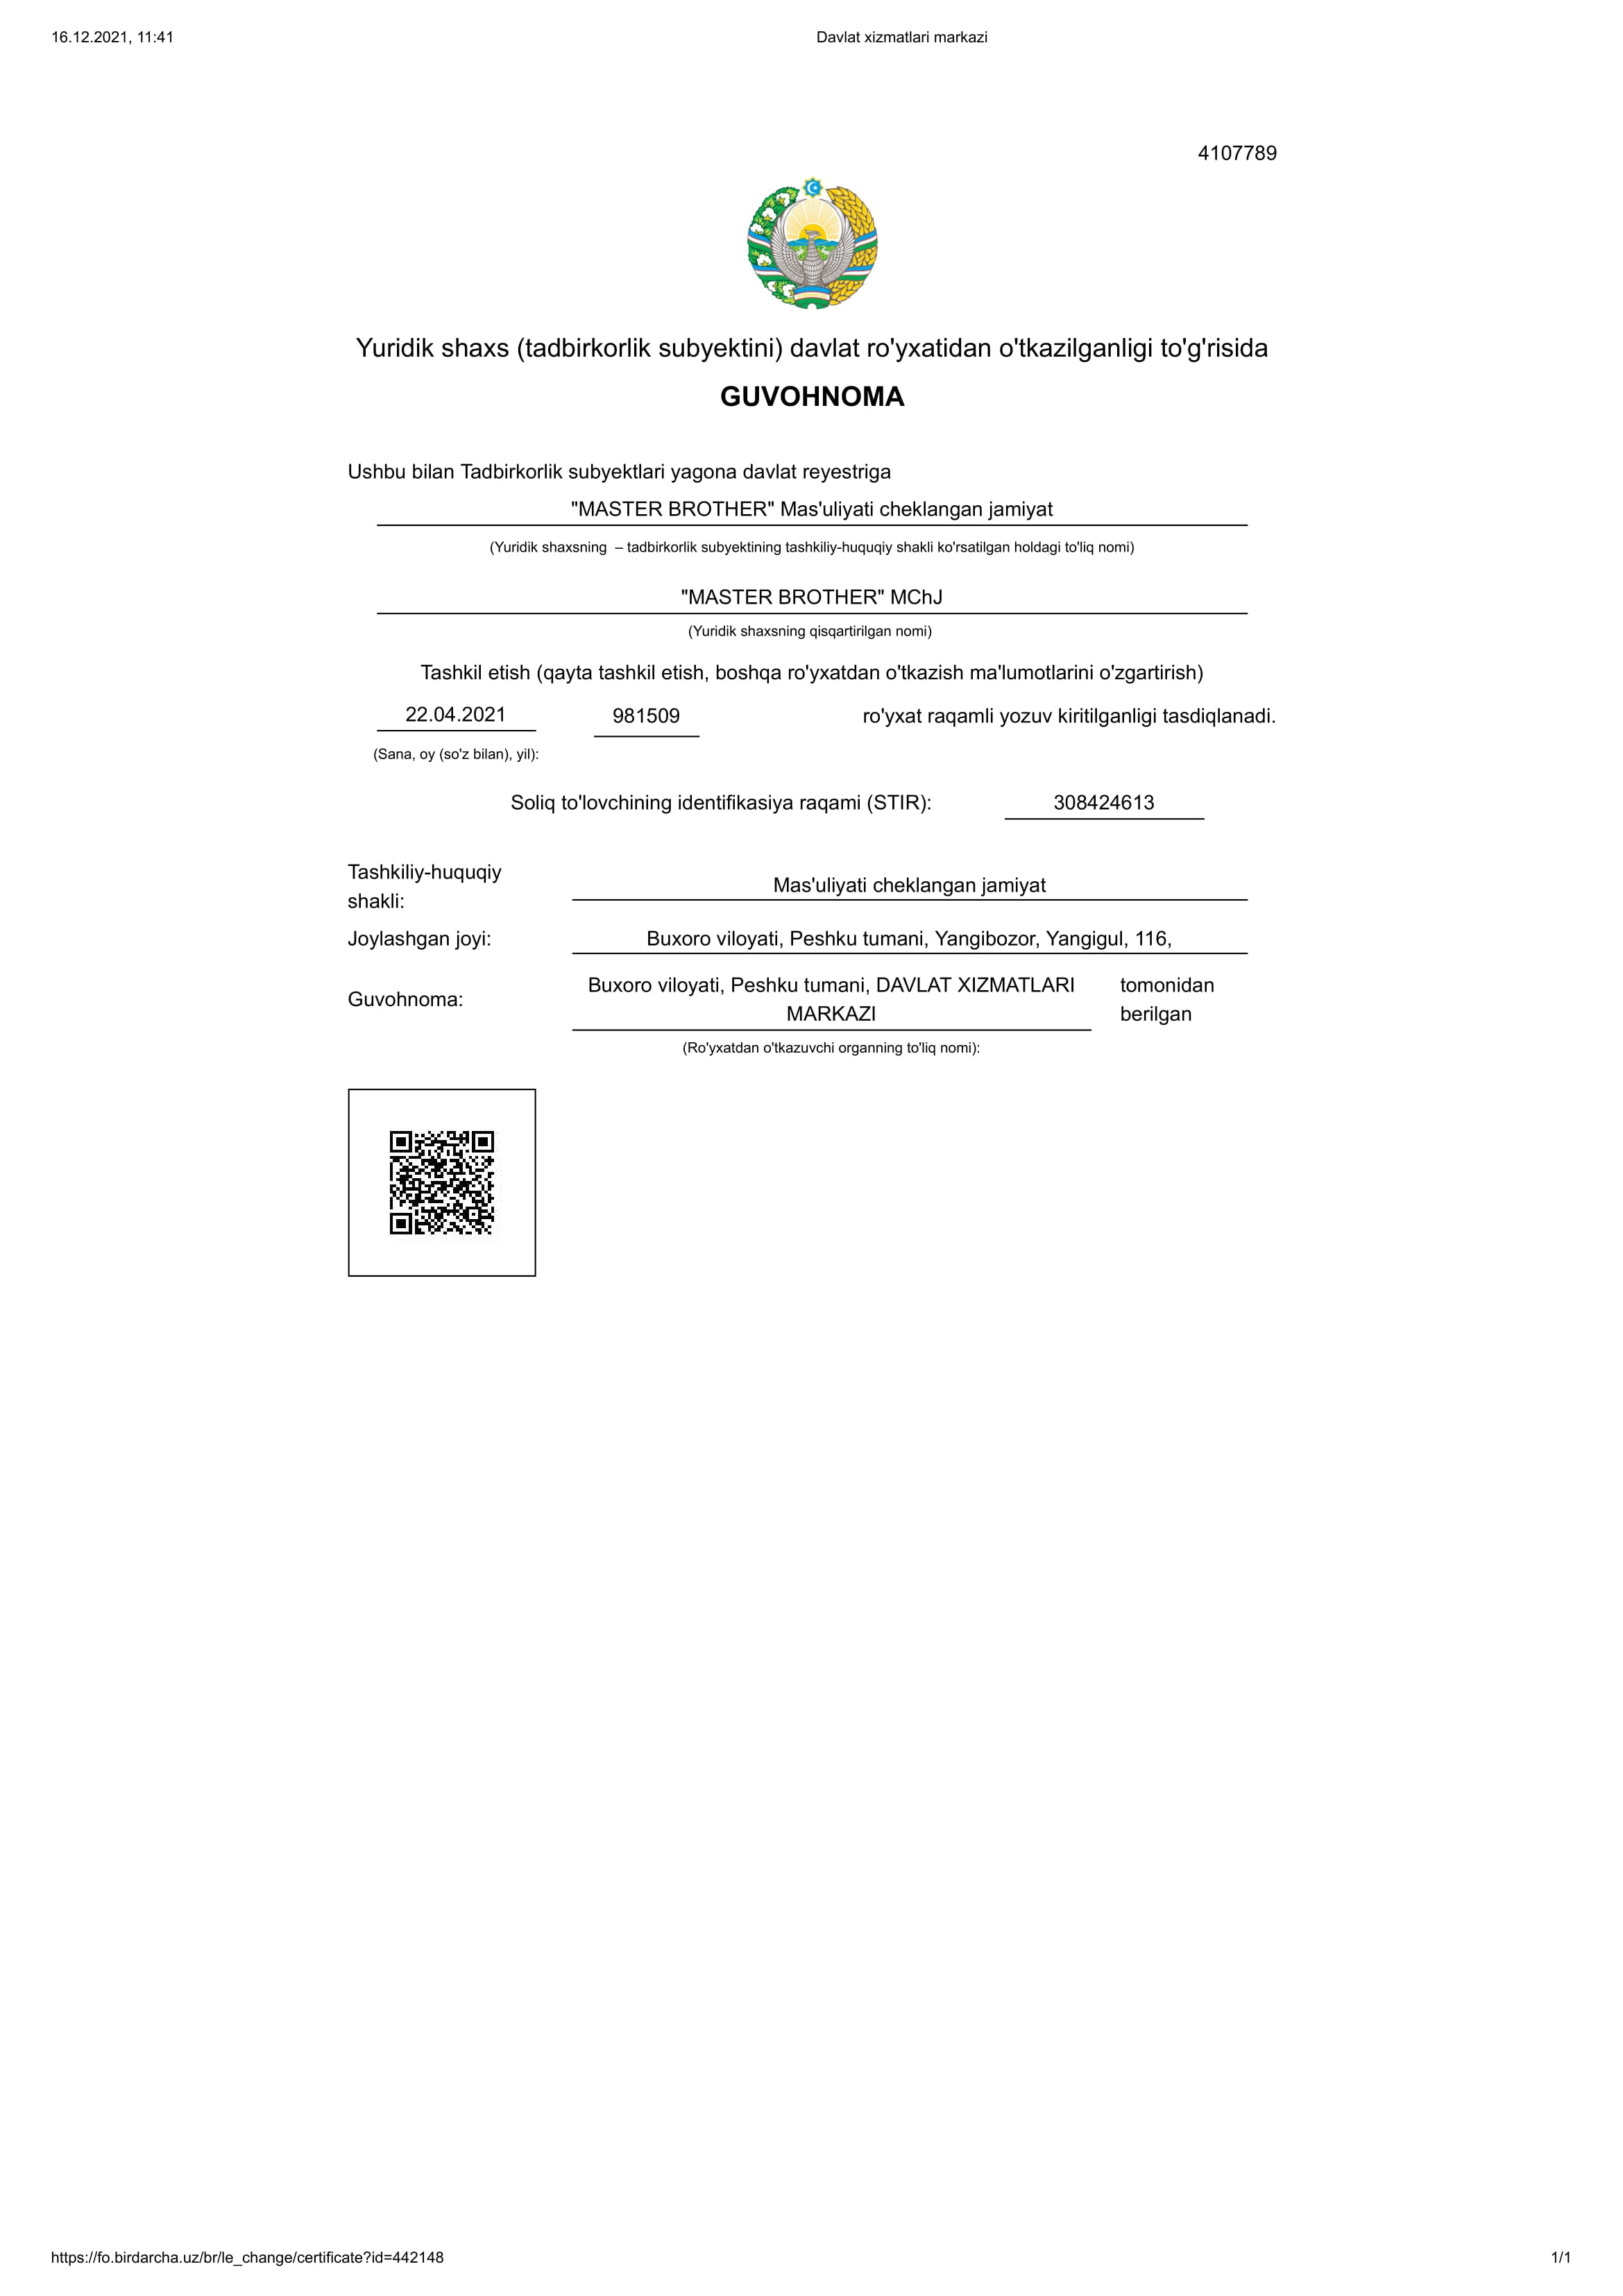 16.12.2021, 11:41 Davlat xizmatlari markazi
4107789
Yuridik shaxs (tadbirkorlik subyektini) davlat ro'yxatidan o'tkazilganligi to'g'risida
GUVOHNOMA
Ushbu bilan Tadbirkorlik subyektlari yagona davlat reyestriga
"MASTER BROTHER" Mas'uliyati cheklangan jamiyat
(Yuridik shaxsning – tadbirkorlik subyektining tashkiliy-huquqiy shakli ko'rsatilgan holdagi to'liq nomi)
"MASTER BROTHER" MChJ
(Yuridik shaxsning qisqartirilgan nomi)
Tashkil etish (qayta tashkil etish, boshqa ro'yxatdan o'tkazish ma'lumotlarini o'zgartirish)
22.04.2021 981509 ro'yxat raqamli yozuv kiritilganligi tasdiqlanadi.
(Sana, oy (so'z bilan), yil):
Soliq to'lovchining identifikasiya raqami (STIR): 308424613
Tashkiliy-huquqiy
shakli:
Mas'uliyati cheklangan jamiyat
Joylashgan joyi: Buxoro viloyati, Peshku tumani, Yangibozor, Yangigul, 116,
Guvohnoma:
Buxoro viloyati, Peshku tumani, DAVLAT XIZMATLARI
MARKAZI
tomonidan
berilgan
(Ro'yxatdan o'tkazuvchi organning to'liq nomi):
https://fo.birdarcha.uz/br/le_change/certificate?id=442148 1/1